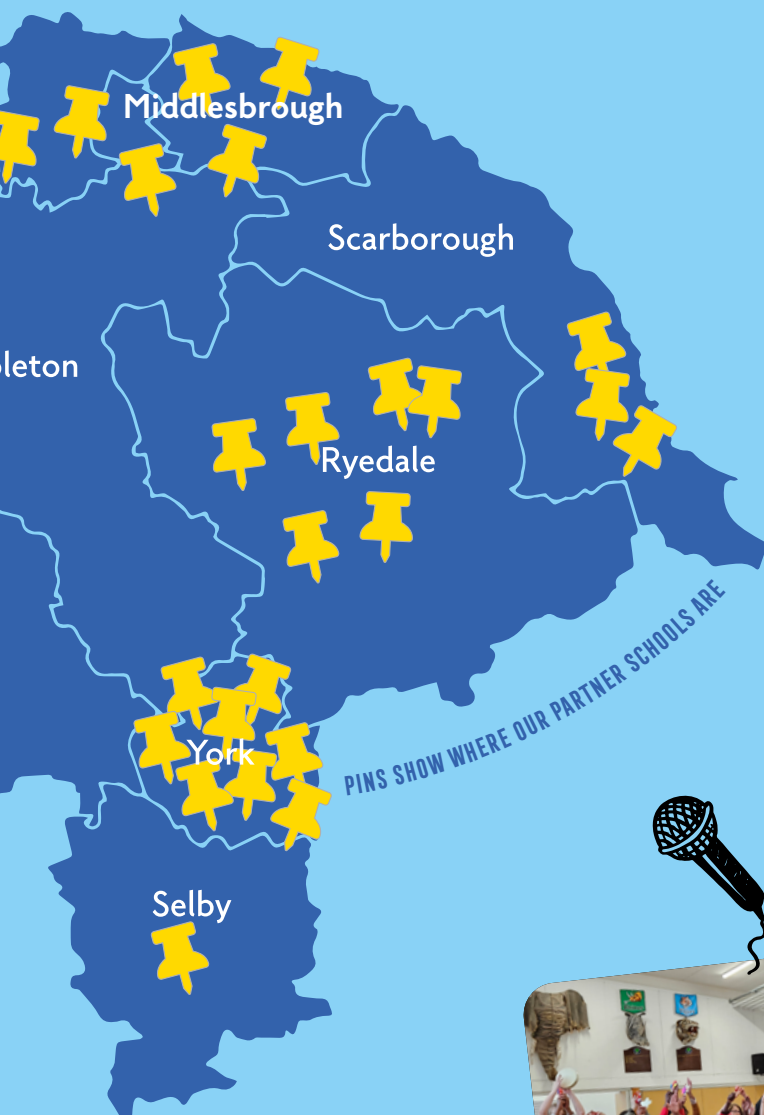 Middlesbrough
Scarborough
leton
Ryedale
PINS SHOW WHERE OUR PARTNER SCHOOLS ARE
York
Selby